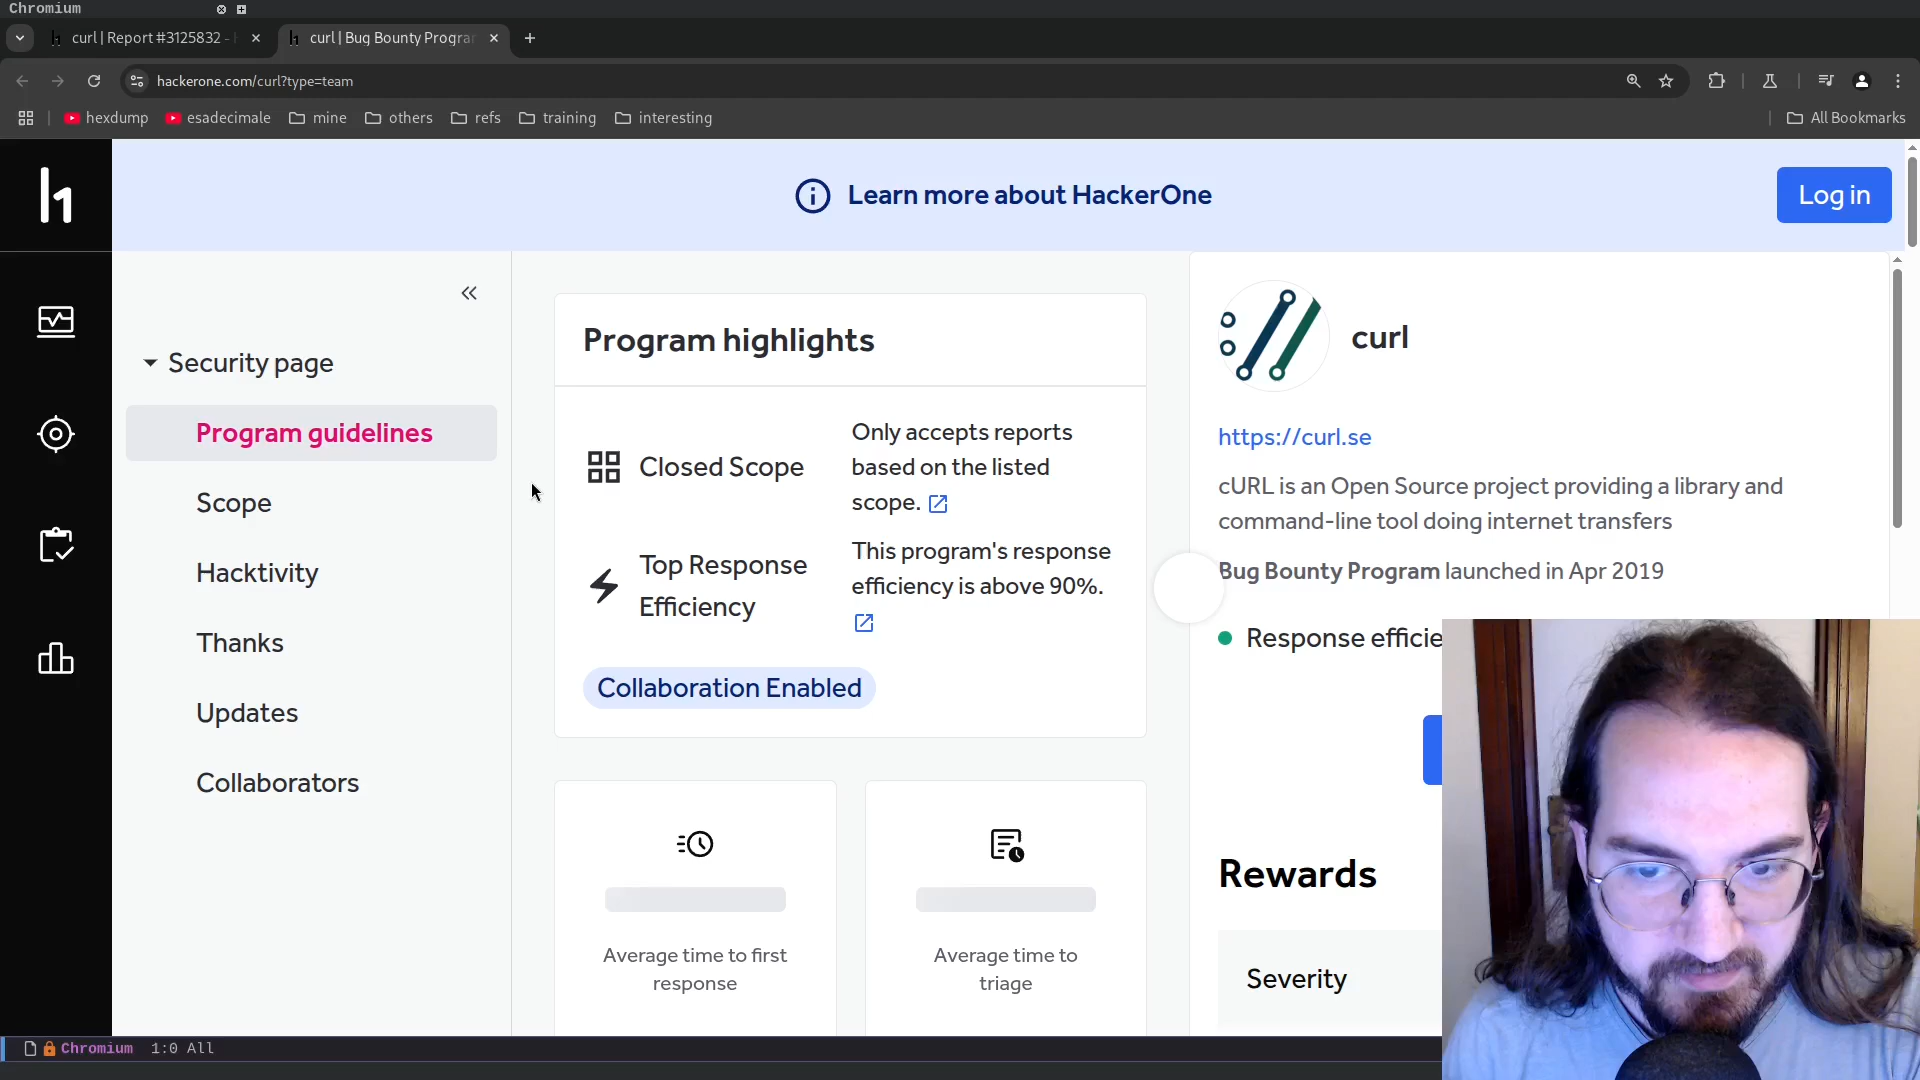 Chromium
curl | Report #3125832 -
curl | Bug Bounty Progra
hackerone.com/curl?type=team
hexdump
esadecimale
mine
others
refs
training
interesting
All Bookmarks
Learn more about HackerOne
Log in
Security page
Program guidelines
Scope
Hacktivity
Thanks
Updates
Collaborators
Program highlights
Closed Scope
Only accepts reports
based on the listed
scope.
Top Response
Efficiency
This program's response
efficiency is above 90%.
Collaboration Enabled
Average time to first
response
Average time to
triage
curl
https://curl.se
cURL is an Open Source project providing a library and
command-line tool doing internet transfers
Bug Bounty Program launched in Apr 2019
Response efficie
Rewards
Severity
Chromium 1:0 All